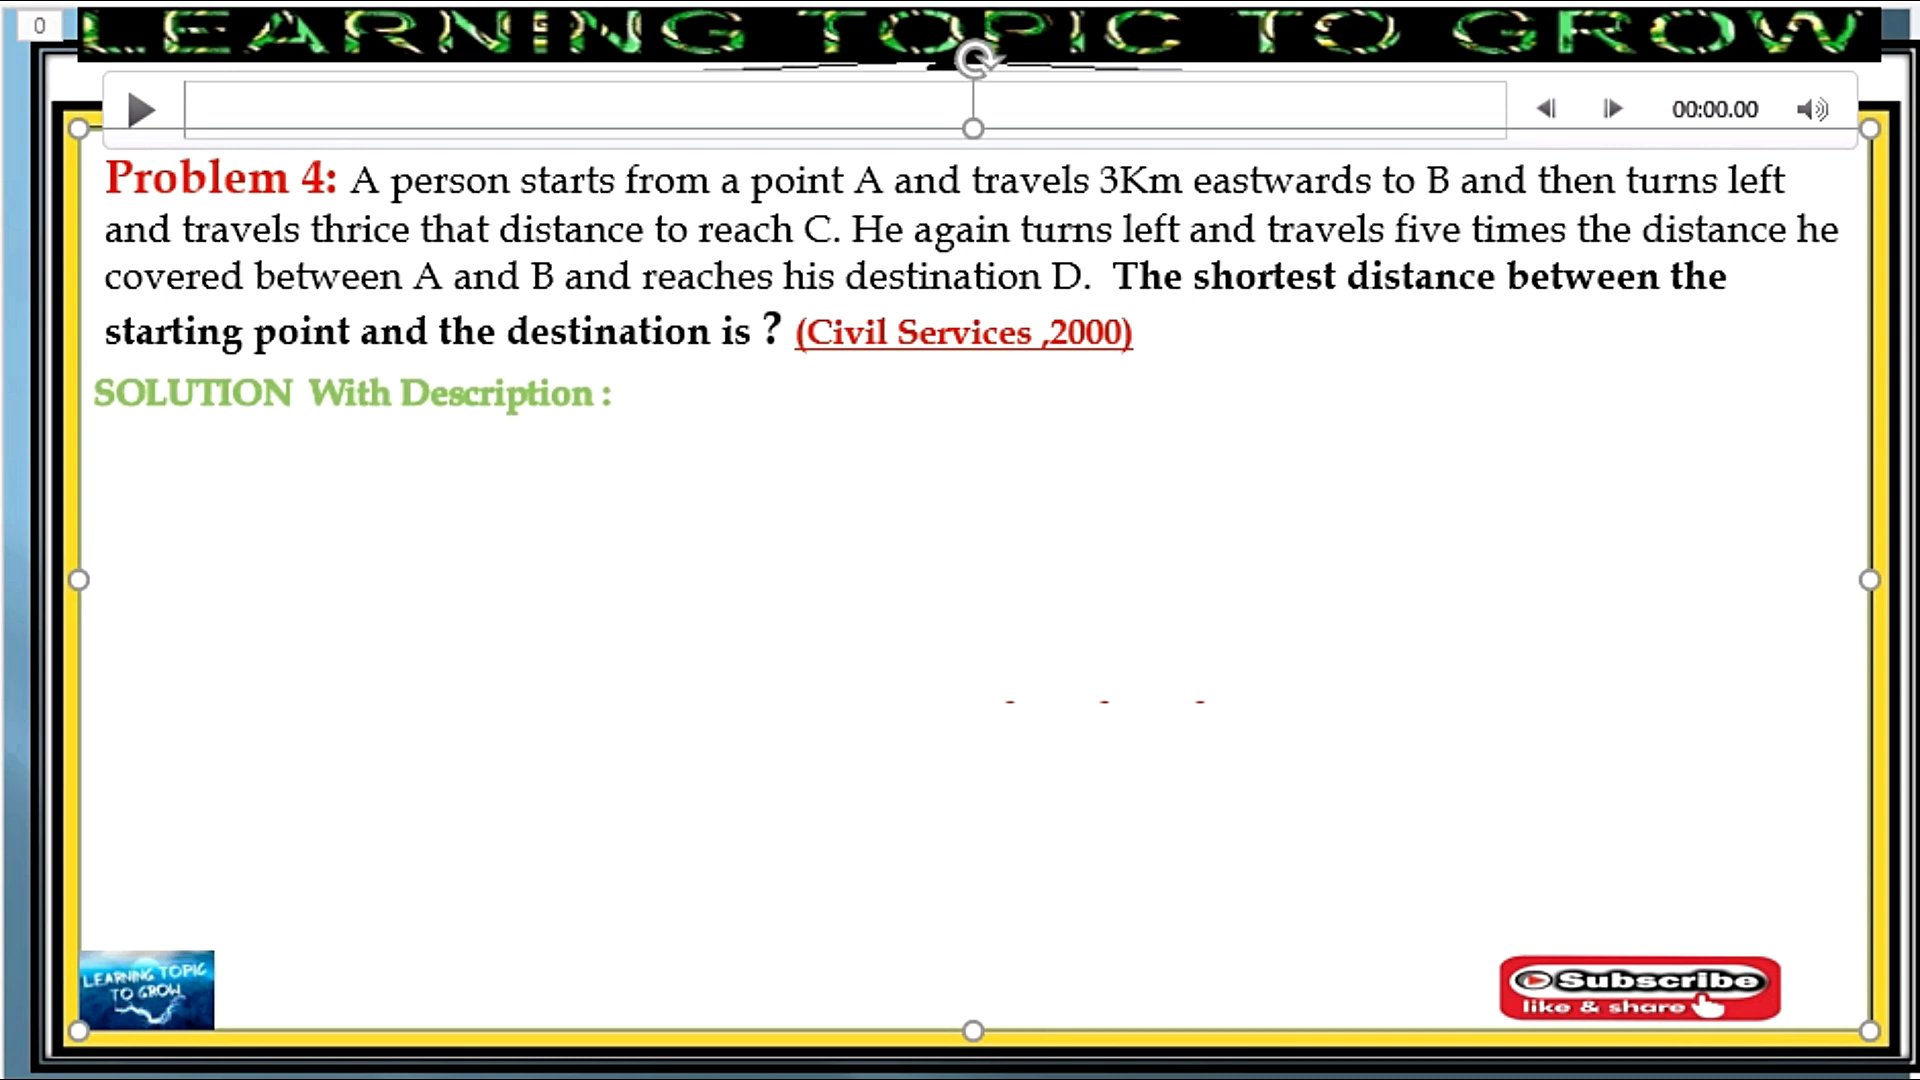 0
LEARNING TOPIC TO GROW
00:00.00
Problem 4: A person starts from a point A and travels 3Km eastwards to B and then turns left
and travels thrice that distance to reach C. He again turns left and travels five times the distance he
covered between A and B and reaches his destination D. The shortest distance between the
starting point and the destination is ? (Civil Services ,2000)
SOLUTION With Description :
LEARNING TOPIC
TO GROW
Subscribe
like & share